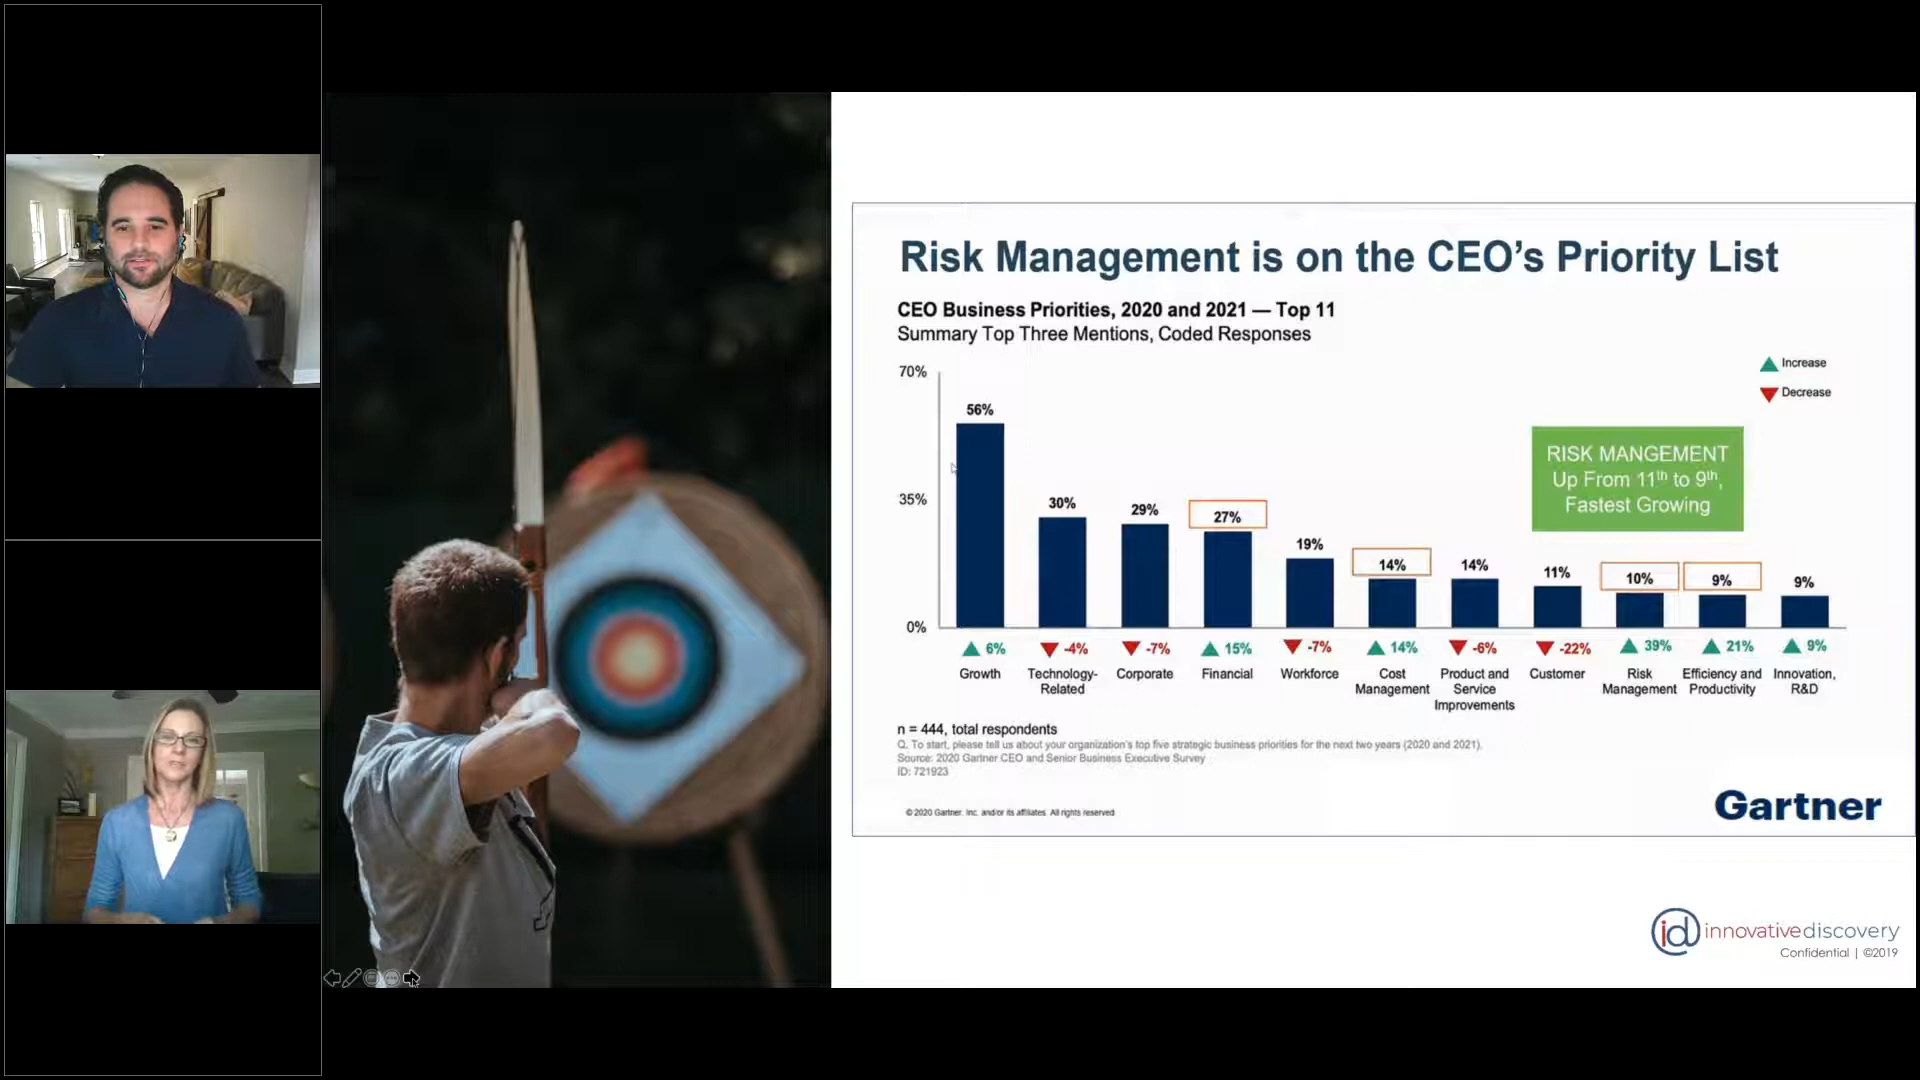 Risk Management is on the CEO’s Priority List
CEO Business Priorities, 2020 and 2021 — Top 11
Summary Top Three Mentions, Coded Responses
Increase
Decrease
70%
35%
0%
RISK MANGEMENT
Up From 11th to 9th,
Fastest Growing
56% 30% 29% 27% 19% 14% 14% 11% 10% 9% 9%
6% -4% -7% 15% -7% 14% -6% -22% 39% 21% 9%
Growth Technology- Corporate Financial Workforce Cost Product and Customer Risk Efficiency and Innovation,
Related Management Service Management Productivity R&D
Improvements
n = 444, total respondents
Q. To start, please tell us about your organization's top five strategic business priorities for the next two years (2020 and 2021).
Source: 2020 Gartner CEO and Senior Business Executive Survey
ID: 721923
© 2020 Gartner, Inc. and/or its affiliates. All rights reserved
Gartner
id innovativediscovery
Confidential | ©2019